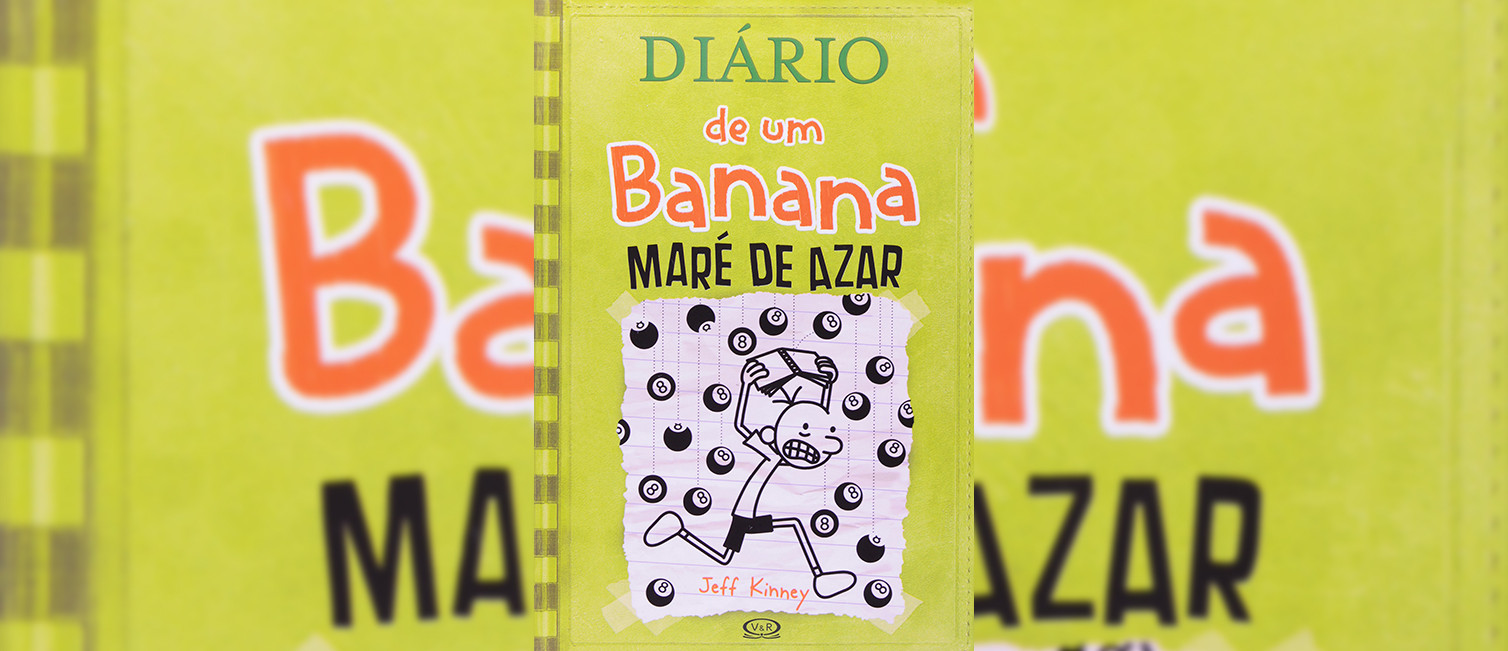 DIÁRIO
de um
Banana
MARÉ DE AZAR
Jeff Kinney
V&R